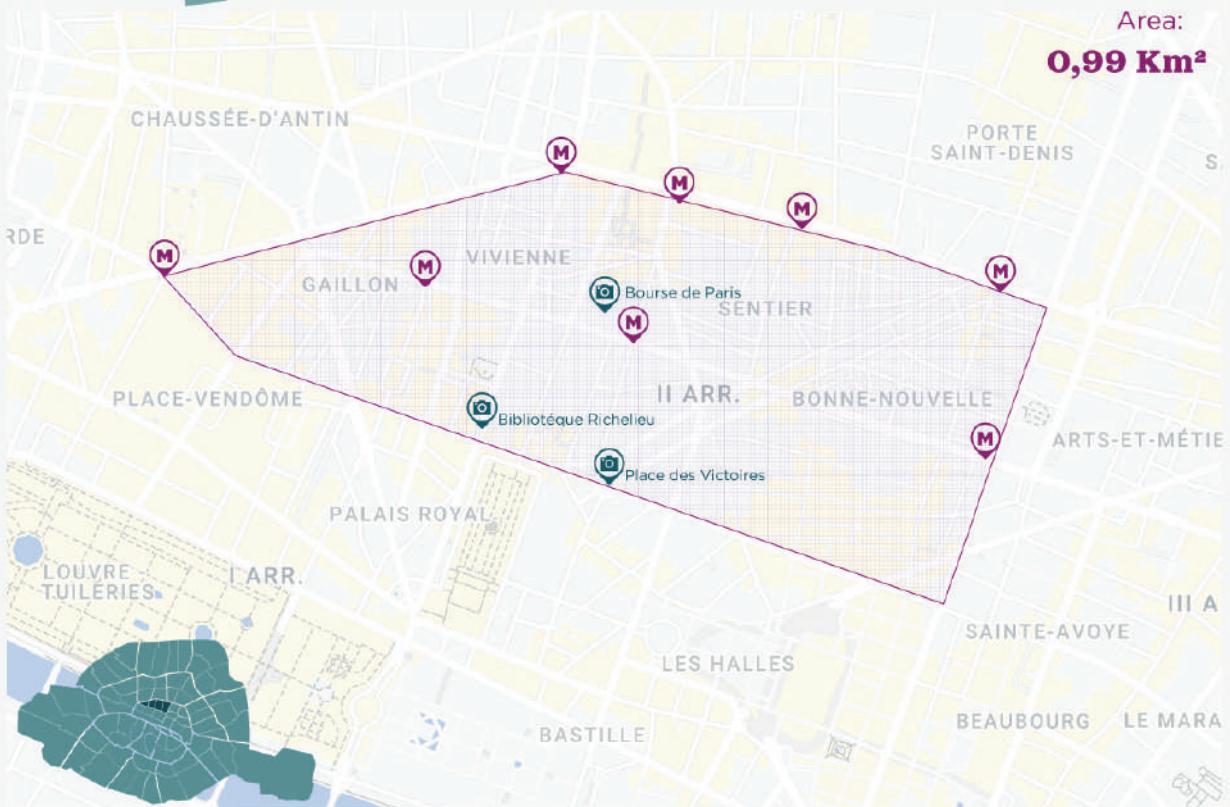 Area:
0,99 Km²
CHAUSSÉE-D'ANTIN
PORTE
SAINT-DENIS
S.
M
M
M
RDE
M
M
M
VIVIENNE
GAILLON
Bourse de Paris
SENTIER
M
II ARR.
PLACE-VENDÔME
BONNE-NOUVELLE
Bibliotéque Richelieu
M
ARTS-ET-MÉTIE
Place des Victoires
PALAIS ROYAL
LOUVRE -
TUILERIES
I ARR.
III A
SAINTE-AVOYE
LES HALLES
BASTILLE
BEAUBOURG
LE MARA